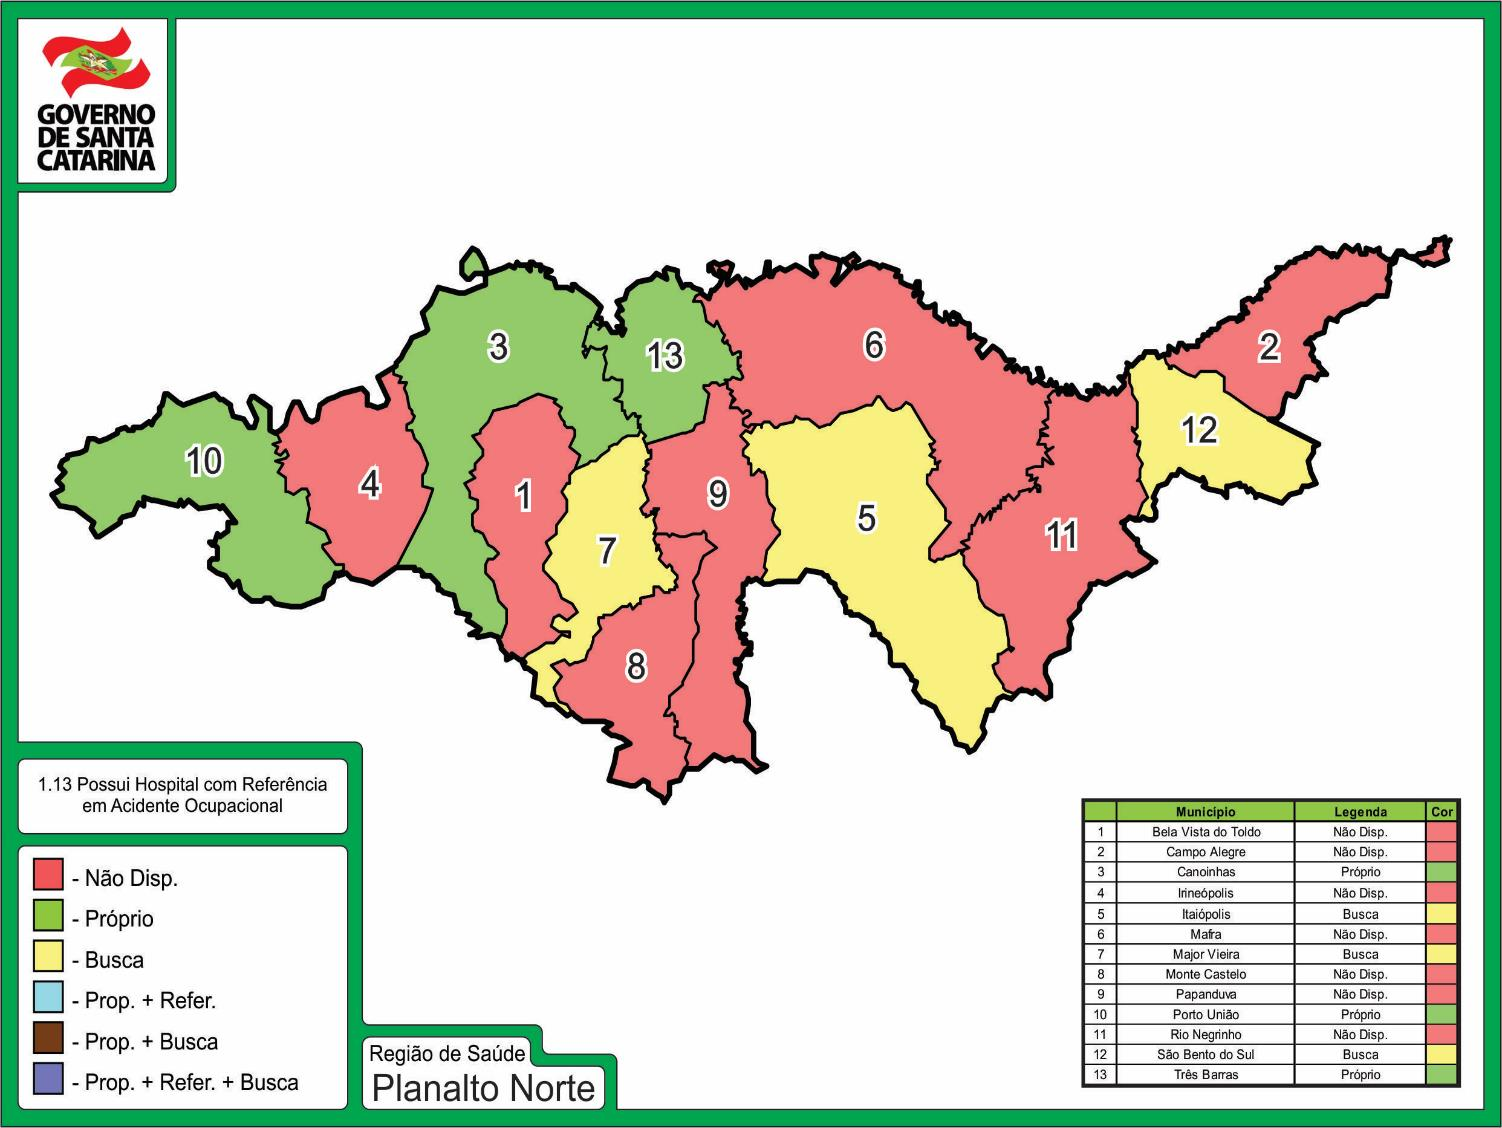 GOVERNO
DE SANTA
CATARINA
3
13
6
2
10
4
1
9
12
5
11
7
8
1.13 Possui Hospital com Referência
em Acidente Ocupacional
- Não Disp.
- Próprio
- Busca
- Prop. + Refer.
- Prop. + Busca
- Prop. + Refer. + Busca
Região de Saúde
Planalto Norte
Município Legenda Cor
1 Bela Vista do Toldo Não Disp.
2 Campo Alegre Não Disp.
3 Canoinhas Próprio
4 Irineópolis Não Disp.
5 Itaiópolis Busca
6 Mafra Não Disp.
7 Major Vieira Busca
8 Monte Castelo Não Disp.
9 Papanduva Não Disp.
10 Porto União Próprio
11 Rio Negrinho Não Disp.
12 São Bento do Sul Busca
13 Três Barras Próprio